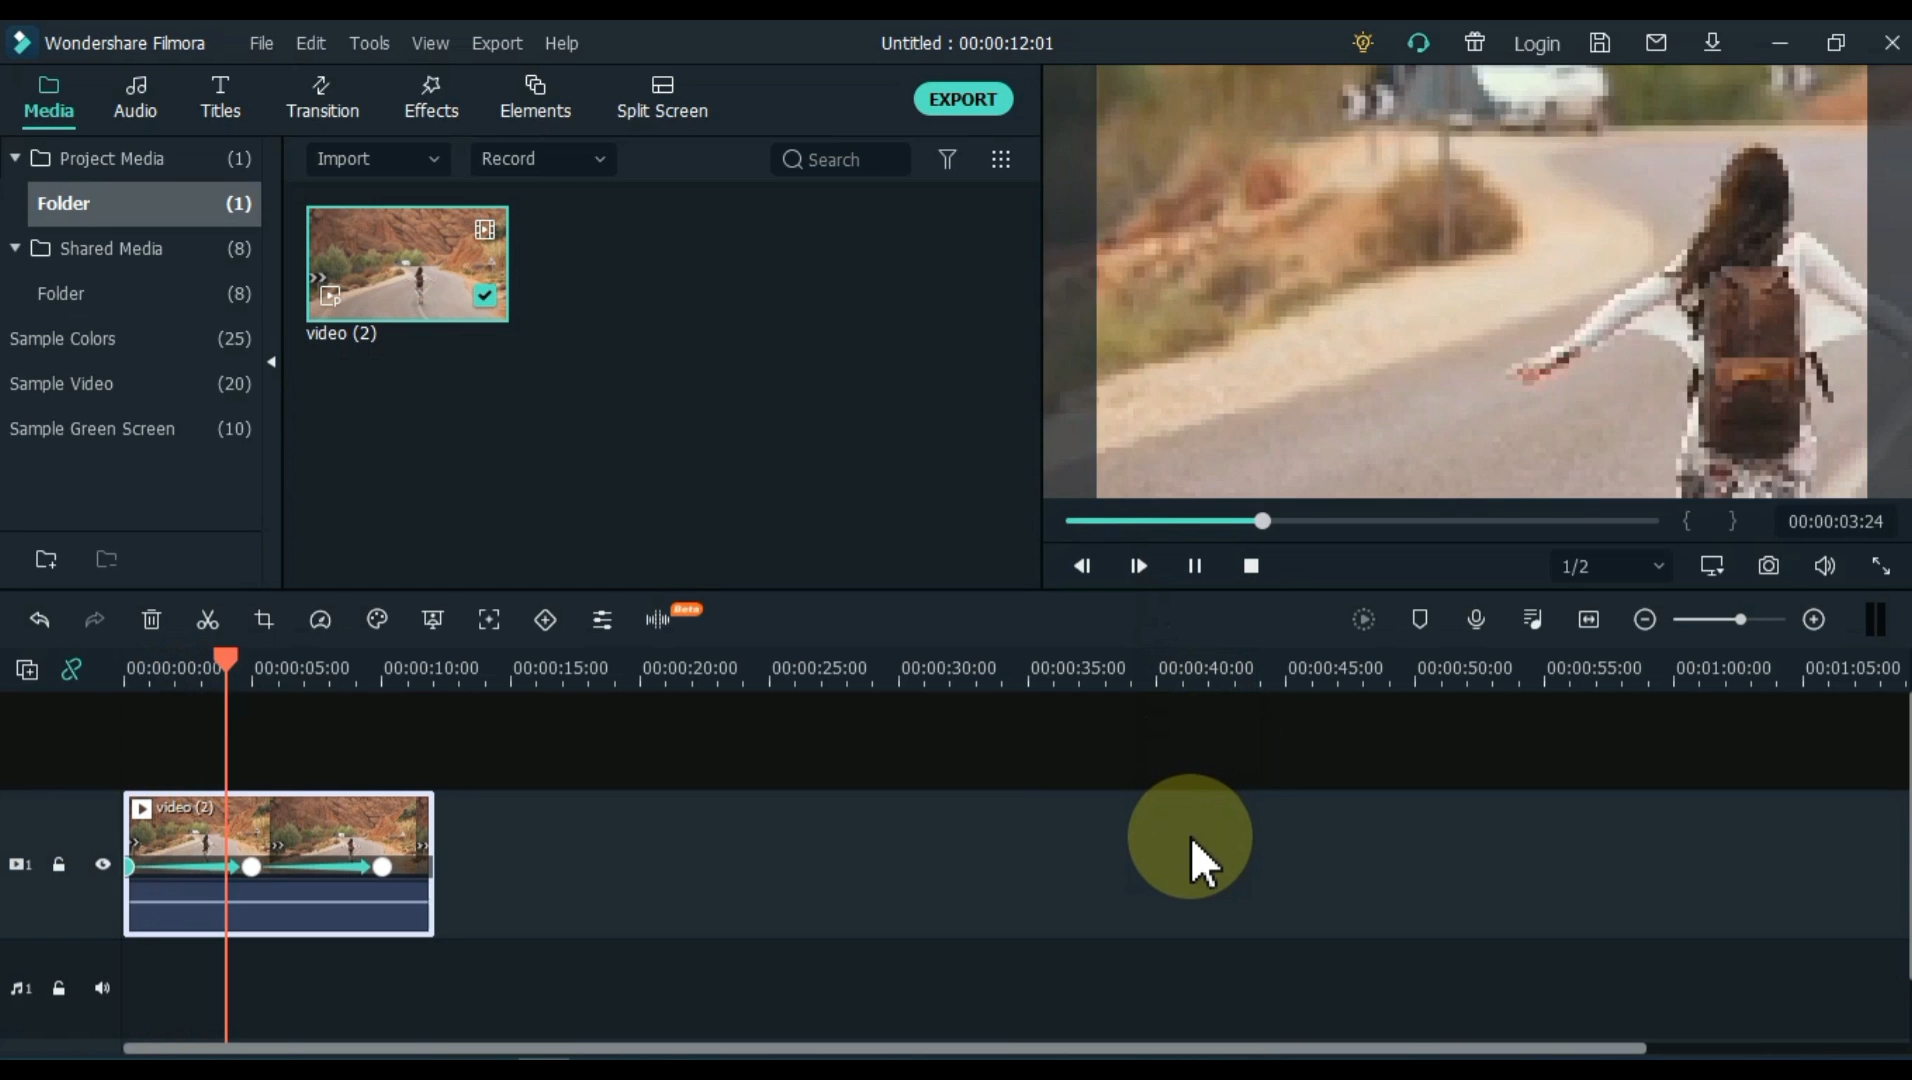 Wondershare Filmora File Edit Tools View Export Help Untitled : 00:00:12:01 Login
Media Audio Titles Transition Effects Elements Split Screen EXPORT
Project Media (1) Import Record Search
Folder (1)
Shared Media (8)
Folder (8)
Sample Colors (25)
Sample Video (20)
Sample Green Screen (10)
video (2)
00:00:03:24
1/2
Beta
00:00:00:00 00:00:05:00 00:00:10:00 00:00:15:00 00:00:20:00 00:00:25:00 00:00:30:00 00:00:35:00 00:00:40:00 00:00:45:00 00:00:50:00 00:00:55:00 00:01:00:00 00:01:05:00
video (2)
1
1